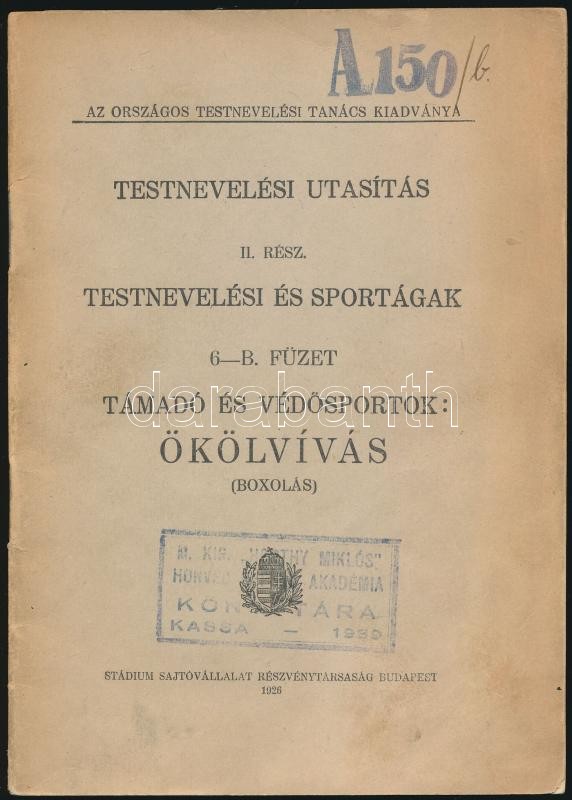 A150/b.
AZ ORSZÁGOS TESTNEVELÉSI TANÁCS KIADVÁNYA
TESTNEVELÉSI UTASÍTÁS
II. RÉSZ.
TESTNEVELÉSI ÉS SPORTÁGAK
6—B. FÜZET
TÁMADÓ ÉS VÉDŐSPORTOK:
darabanth
ÖKÖLVÍVÁS
(BOXOLÁS)
M. KIR. „HORTHY MIKLÓS”
HONVÉD AKADÉMIA
KÖNYVTÁRA
KASSA — 1939
STÁDIUM SAJTÓVÁLLALAT RÉSZVÉNYTÁRSASÁG BUDAPEST
1926